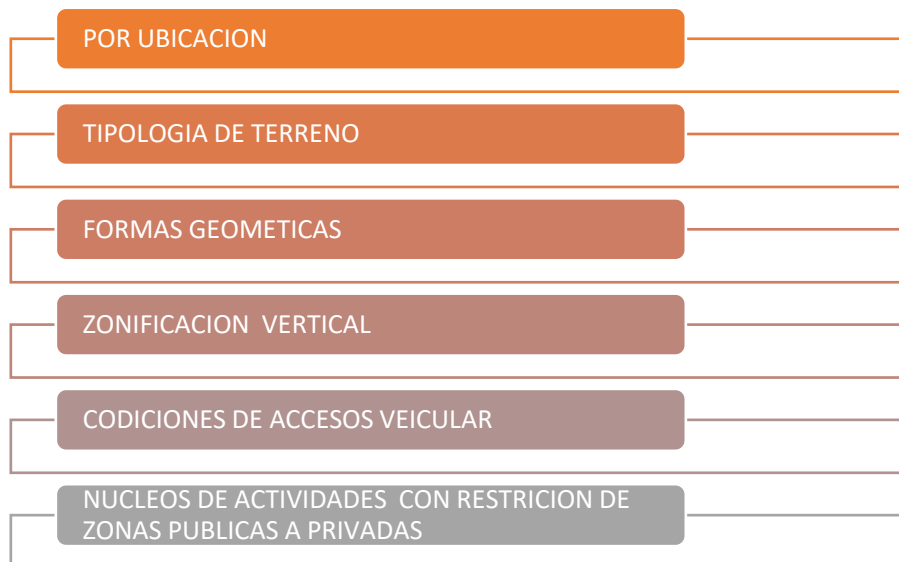 POR UBICACION
TIPOLOGIA DE TERRENO
FORMAS GEOMETICAS
ZONIFICACION  VERTICAL
CODICIONES DE ACCESOS VEICULAR
NUCLEOS DE ACTIVIDADES  CON RESTRICION DE
ZONAS PUBLICAS A PRIVADAS